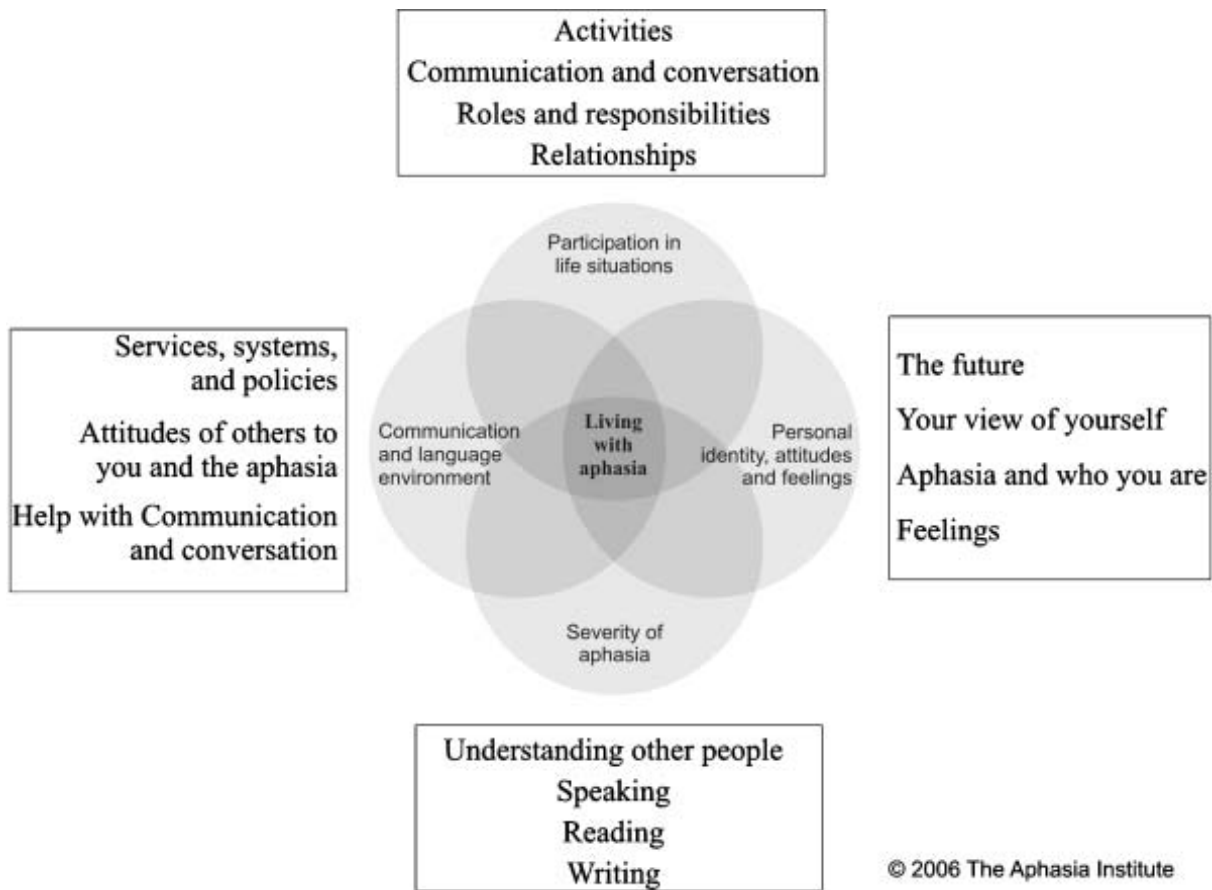 Activities
Communication and conversation
Roles and responsibilities
Relationships
Participation in
life situations
Services, systems,
and policies
Attitudes of others to
you and the aphasia
Help with Communication
and conversation
Communication
and language
environment
Living
with
aphasia
Personal
identity, attitudes
and feelings
The future
Your view of yourself
Aphasia and who you are
Feelings
Severity of
aphasia
Understanding other people
Speaking
Reading
Writing
© 2006 The Aphasia Institute